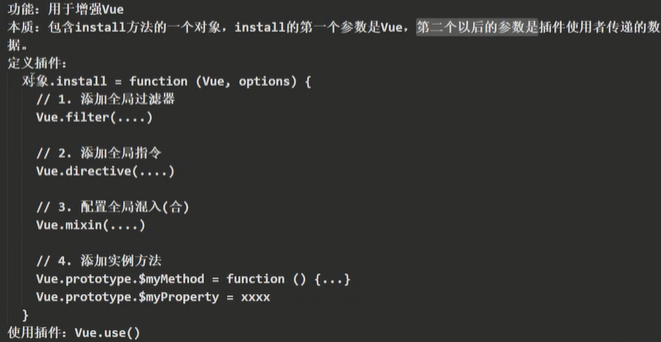 功能：用于增强Vue
本质：包含install方法的一个对象，install的第一个参数是Vue，第二个以后的参数是插件使用者传递的数
据。
定义插件：
对象.install = function (Vue, options) {
// 1. 添加全局过滤器
Vue.filter(....)
// 2. 添加全局指令
Vue.directive(....)
// 3. 配置全局混入(合)
Vue.mixin(....)
// 4. 添加实例方法
Vue.prototype.$myMethod = function () {...}
Vue.prototype.$myProperty = xxxx
}
使用插件：Vue.use()